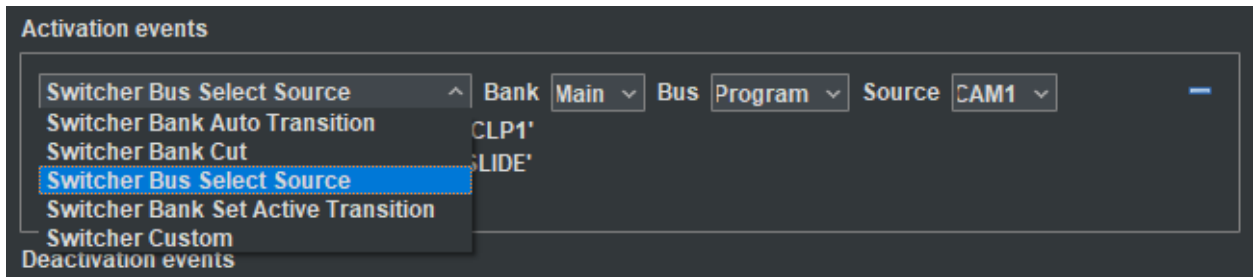 Activation events
Switcher Bus Select Source Bank Main Bus Program Source CAM1
Switcher Bank Auto Transition CLP1'
Switcher Bank Cut SLIDE'
Switcher Bus Select Source
Switcher Bank Set Active Transition
Switcher Custom
Deactivation events